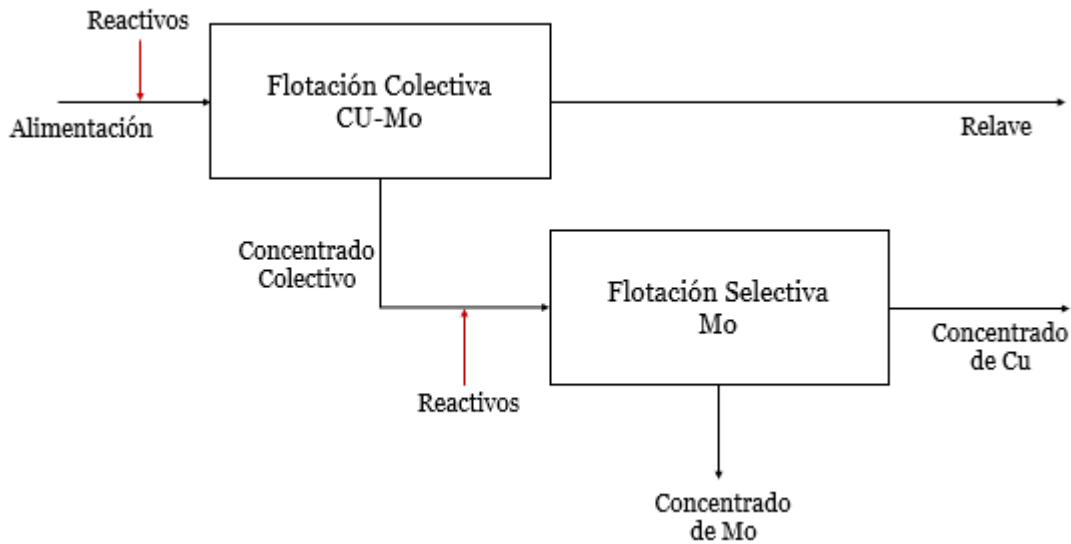 Reactivos
Flotación Colectiva
CU-Mo
Alimentación
Relave
Concentrado
Colectivo
Flotación Selectiva
Mo
Concentrado
de Cu
Reactivos
Concentrado
de Mo